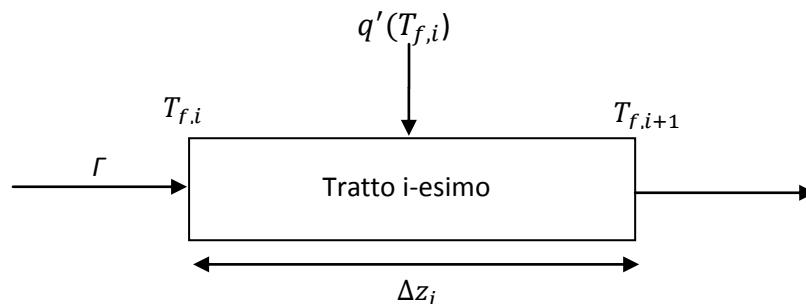 q′(T_{f,i})
T_{f,i}
T_{f,i+1}
Γ
Tratto i-esimo
Δz_i